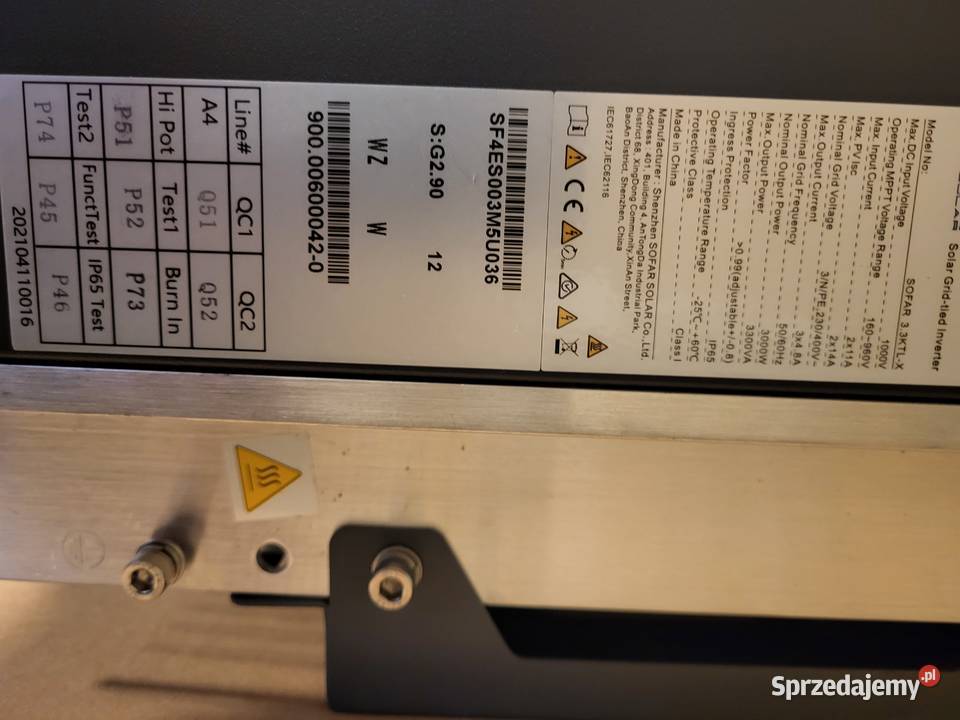 Solar Grid-tied Inverter
Model No: SOFAR 3.3KTL-X
Max. DC Input Voltage 1000V
Operating MPPT Voltage Range 160~960V
Max. Input Current 2x11A
Max. PV Isc 2x14A
Nominal Grid Voltage 3/N/PE,230/400V~
Max. Output Current 3x4.8A
Nominal Grid Frequency 50/60Hz
Nominal Output Power 3000W
Max. Output Power 3300VA
Power Factor >0.99(adjustable+/-0.8)
Ingress Protection IP65
Operating Temperature Range -25℃~+60℃
Protective Class Class I
Made in China
Manufacturer : Shenzhen SOFAR SOLAR Co.,Ltd.
Address : 401, Building 4, AnTongDa Industrial Park,
District 68, XingDong Community, XinAn Street,
BaoAn District, Shenzhen, China
IEC61727,IEC62116
CE
SF4ES003M5U036
S:G2.90 12
WZ W
900.00600042-0
Line# QC1 QC2
A4 Q51 Q52
Hi Pot Test1 Burn In
P51 P52 P73
Test2 FunctTest IP65 Test
P74 P45 P46
20210411 0016
Sprzedajemy.pl